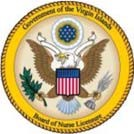 Government of the Virgin Islands
Board of Nurse Licensure